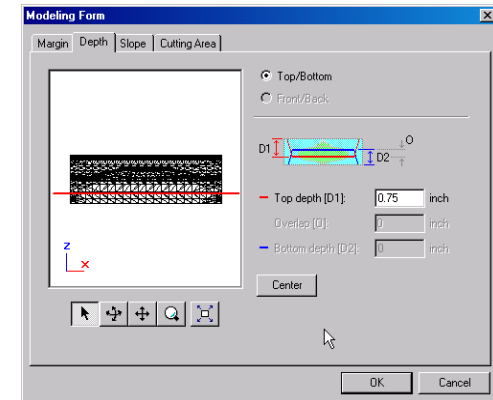 Modeling Form
Margin Depth Slope Cutting Area
Top/Bottom
Front/Back
D1 O
D2
Top depth [D1]: 0.75 inch
Overlap [O]: 0 inch
Bottom depth [D2]: 0 inch
Z
X
Center
OK Cancel